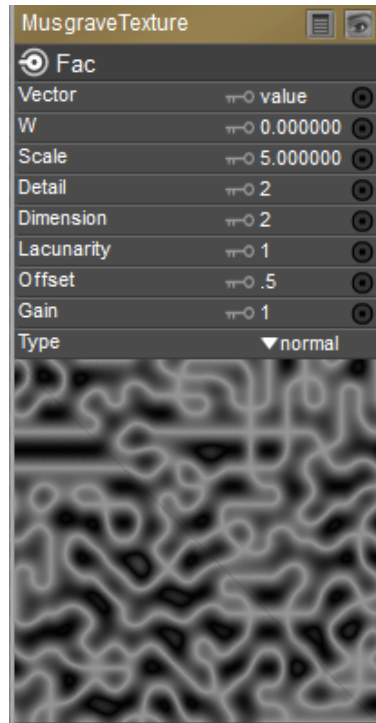 MusgraveTexture
Fac
Vector value
W 0.000000
Scale 5.000000
Detail 2
Dimension 2
Lacunarity 1
Offset .5
Gain 1
Type normal